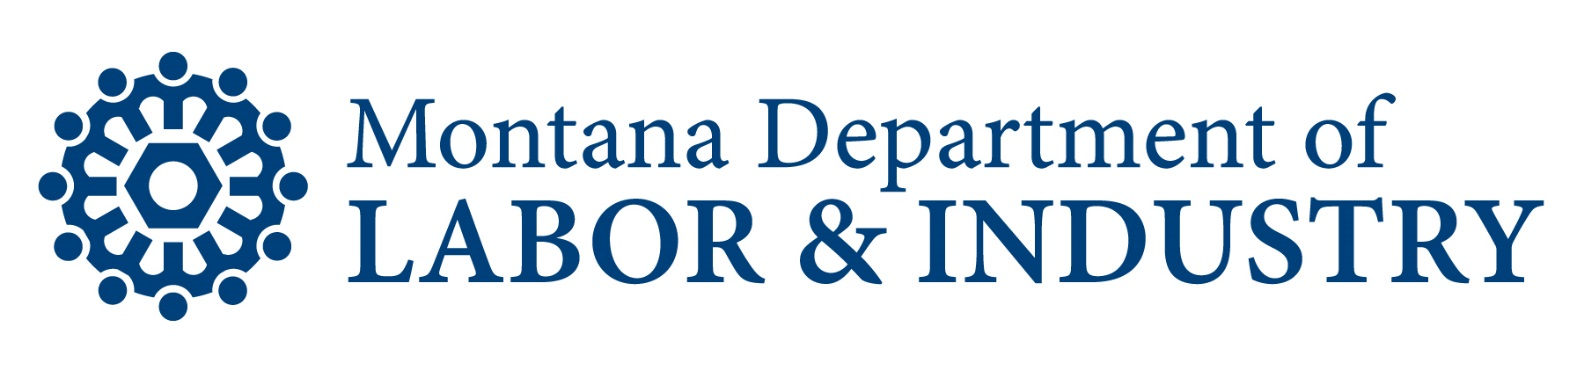 Montana Department of
LABOR & INDUSTRY